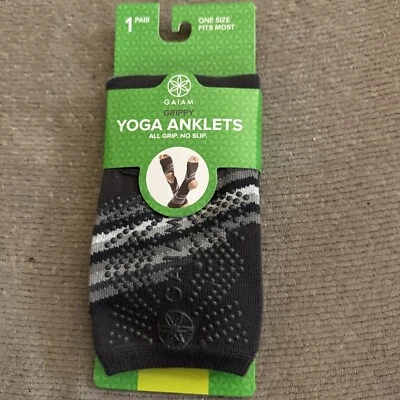 1 PAIR
ONE SIZE
FITS MOST
GAIAM
GRIPPY
YOGA ANKLETS
ALL GRIP. NO SLIP.
GAIAM